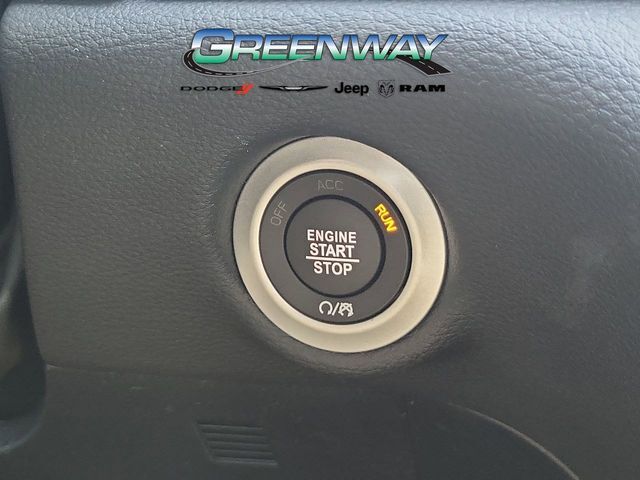 GREENWAY
DODGE Jeep RAM
OFF ACC RUN
ENGINE
START
STOP